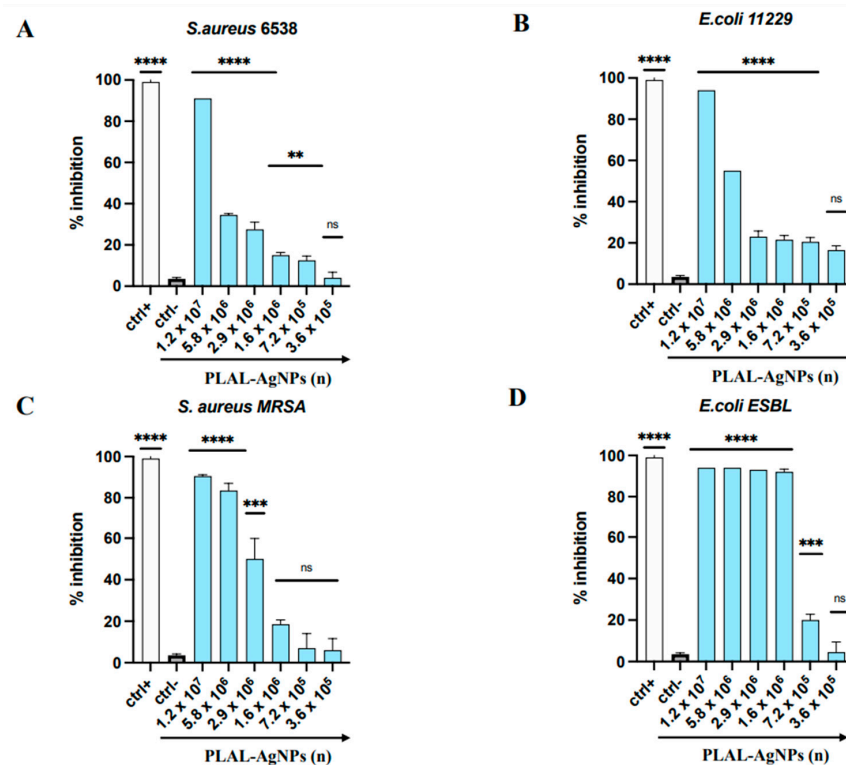 A
S.aureus 6538
**** ****
**
ns
% inhibition
100
80
60
40
20
0
ctrl+ ctrl- 1.2 x 10⁷ 5.8 x 10⁶ 2.9 x 10⁶ 1.6 x 10⁶ 7.2 x 10⁵ 3.6 x 10⁵
PLAL-AgNPs (n)
B
E.coli 11229
**** ****
ns
% inhibition
100
80
60
40
20
0
ctrl+ ctrl- 1.2 x 10⁷ 5.8 x 10⁶ 2.9 x 10⁶ 1.6 x 10⁶ 7.2 x 10⁵ 3.6 x 10⁵
PLAL-AgNPs (n)
C
S. aureus MRSA
**** ****
***
ns
% inhibition
100
80
60
40
20
0
ctrl+ ctrl- 1.2 x 10⁷ 5.8 x 10⁶ 2.9 x 10⁶ 1.6 x 10⁶ 7.2 x 10⁵ 3.6 x 10⁵
PLAL-AgNPs (n)
D
E.coli ESBL
**** ****
***
ns
% inhibition
100
80
60
40
20
0
ctrl+ ctrl- 1.2 x 10⁷ 5.8 x 10⁶ 2.9 x 10⁶ 1.6 x 10⁶ 7.2 x 10⁵ 3.6 x 10⁵
PLAL-AgNPs (n)